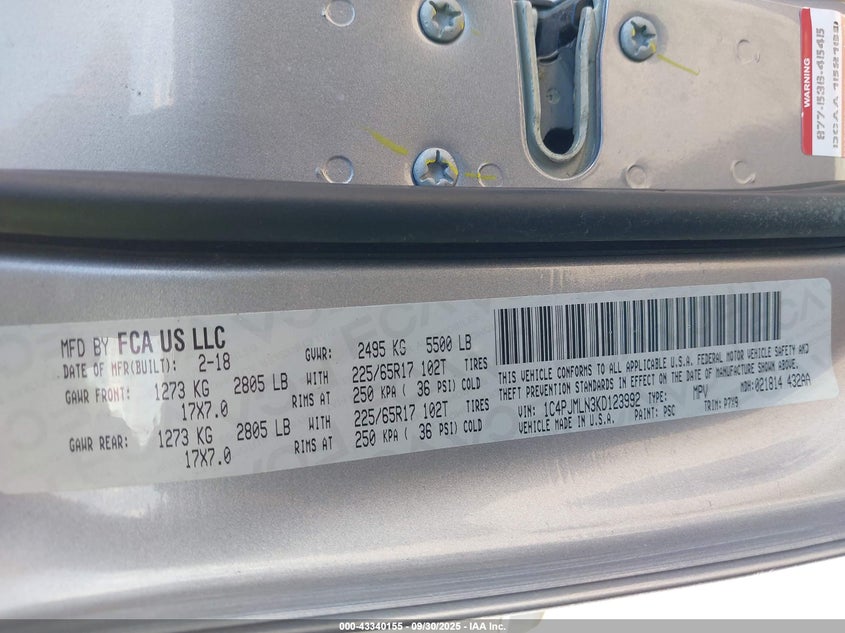 877-538-4545
MFD BY FCA US LLC
DATE OF MFR(BUILT): 2-18 GVWR: 2495 KG 5500 LB
GAWR FRONT: 1273 KG 2805 LB WITH 225/65R17 102T TIRES
17X7.0 RIMS AT 250 KPA ( 36 PSI) COLD
GAWR REAR: 1273 KG 2805 LB WITH 225/65R17 102T TIRES
17X7.0 RIMS AT 250 KPA ( 36 PSI) COLD
THIS VEHICLE CONFORMS TO ALL APPLICABLE U.S.A. FEDERAL MOTOR VEHICLE SAFETY AND
THEFT PREVENTION STANDARDS IN EFFECT ON THE DATE OF MANUFACTURE SHOWN ABOVE.
VIN: 1C4PJMLN3KD123992 TYPE: MPV MDH: 021814 432AA
VEHICLE MADE IN U.S.A. PAINT: PSC TRIM: P7X9
000-43340155 - 09/30/2025 - IAA Inc.